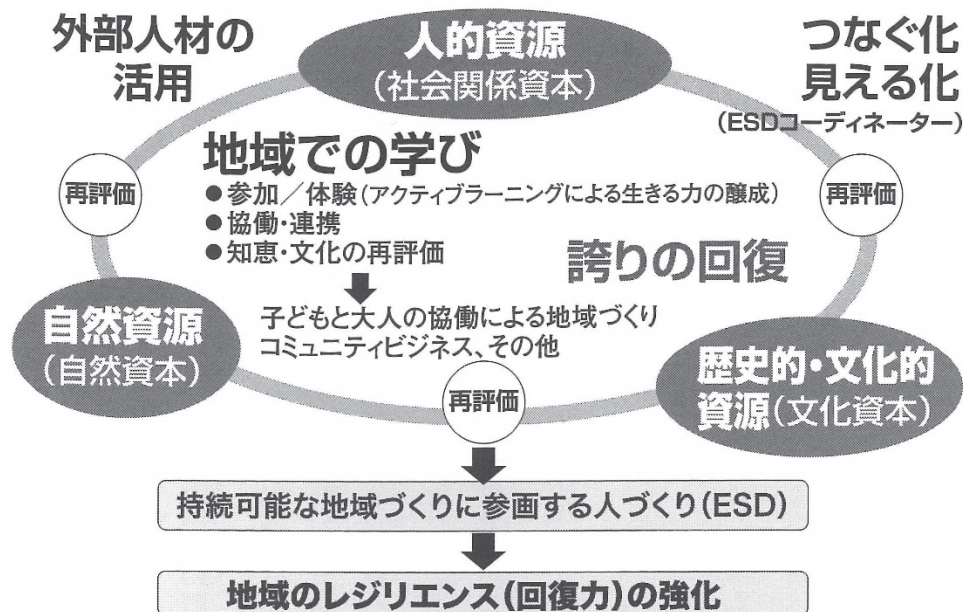 外部人材の
活用
人的資源
(社会関係資本)
つなぐ化
見える化
(ESDコーディネーター)
地域での学び
再評価
● 参加／体験(アクティブラーニングによる生きる力の醸成)
● 協働・連携
● 知恵・文化の再評価
再評価
誇りの回復
自然資源
(自然資本)
子どもと大人の協働による地域づくり
コミュニティビジネス、その他
再評価
歴史的・文化的
資源(文化資本)
持続可能な地域づくりに参画する人づくり(ESD)
地域のレジリエンス(回復力)の強化